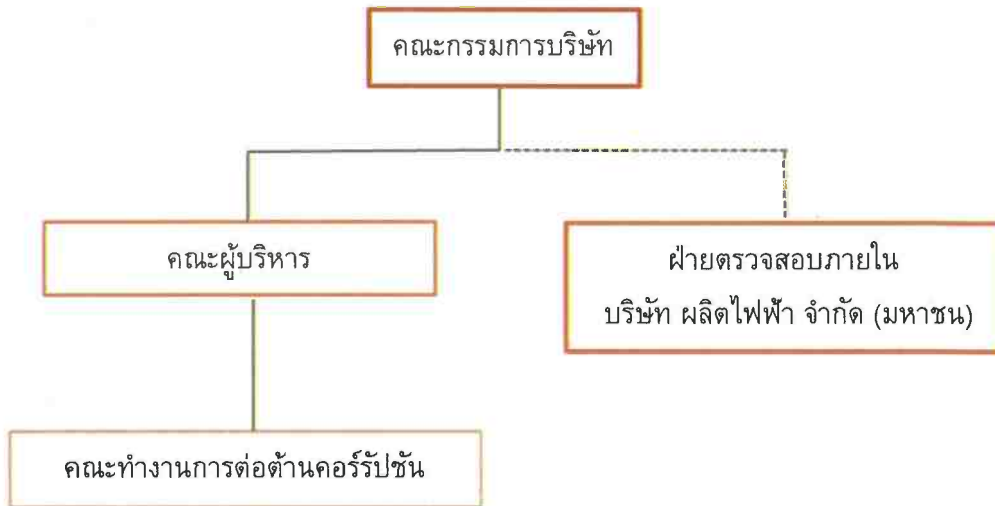 คณะกรรมการบริษัท
คณะผู้บริหาร
ฝ่ายตรวจสอบภายใน
บริษัท ผลิตไฟฟ้า จำกัด (มหาชน)
คณะทำงานการต่อต้านคอร์รัปชัน